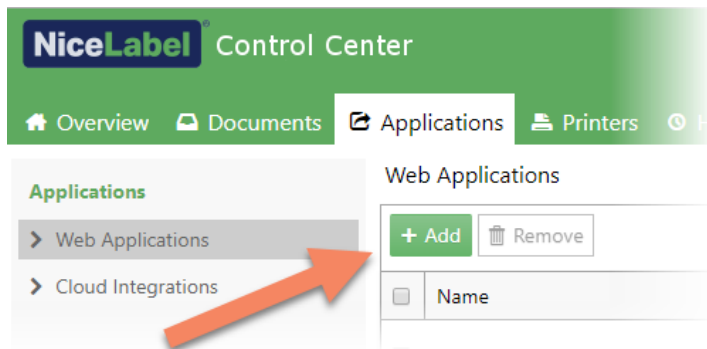 NiceLabel® Control Center
Overview Documents Applications Printers
Applications
Web Applications
Cloud Integrations
Web Applications
+ Add Remove
Name